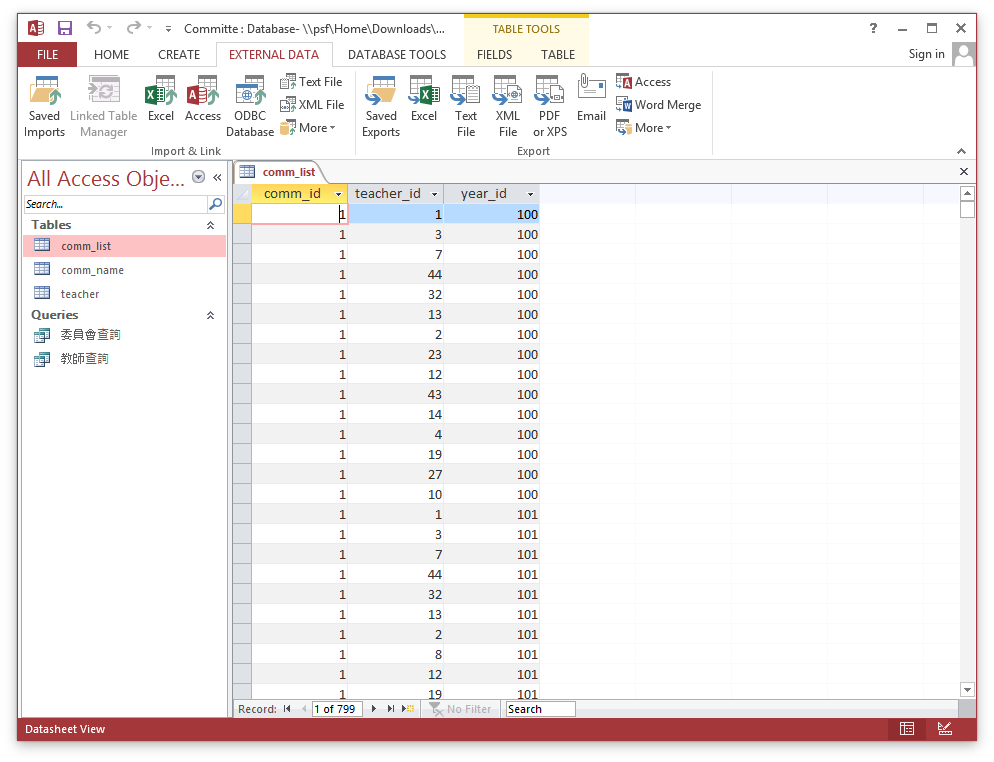 Committe : Database- \\psf\Home\Downloads\...
TABLE TOOLS
?
FILE HOME CREATE EXTERNAL DATA DATABASE TOOLS FIELDS TABLE Sign in
Saved Imports
Linked Table Manager
Excel
Access
ODBC Database
Text File
XML File
More
Import & Link
Saved Exports
Excel
Text File
XML File
PDF or XPS
Email
Access
Word Merge
More
Export
All Access Obje... «
Search...
Tables
comm_list
comm_name
teacher
Queries
委員會查詢
教師查詢
comm_list
comm_id teacher_id year_id
1 1 100
1 3 100
1 7 100
1 44 100
1 32 100
1 13 100
1 2 100
1 23 100
1 12 100
1 43 100
1 14 100
1 4 100
1 19 100
1 27 100
1 10 100
1 1 101
1 3 101
1 7 101
1 44 101
1 32 101
1 13 101
1 2 101
1 8 101
1 12 101
1 19 101
Record: 1 of 799 No Filter Search
Datasheet View